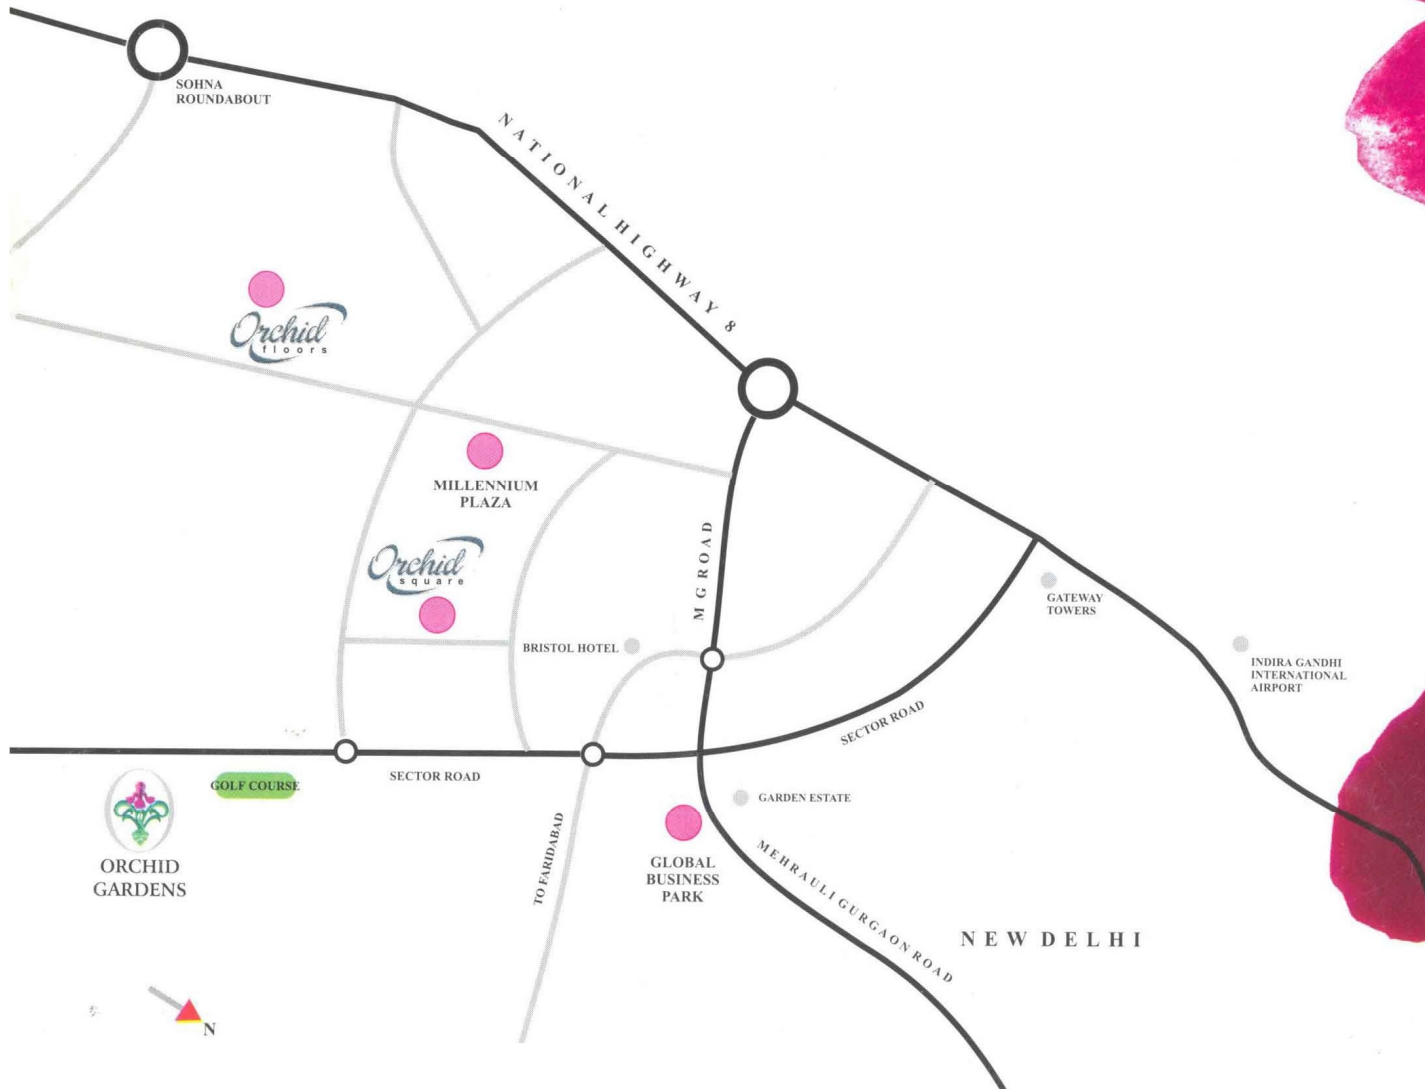 SOHNA
ROUNDABOUT
NATIONAL HIGHWAY 8
Orchid
floors
MILLENNIUM
PLAZA
Orchid
square
M G ROAD
BRISTOL HOTEL
GATEWAY
TOWERS
INDIRA GANDHI
INTERNATIONAL
AIRPORT
SECTOR ROAD
SECTOR ROAD
GOLF COURSE
GARDEN ESTATE
ORCHID
GARDENS
TO FARIDABAD
GLOBAL
BUSINESS
PARK
MEHRAULI GURGAON ROAD
NEW DELHI
N